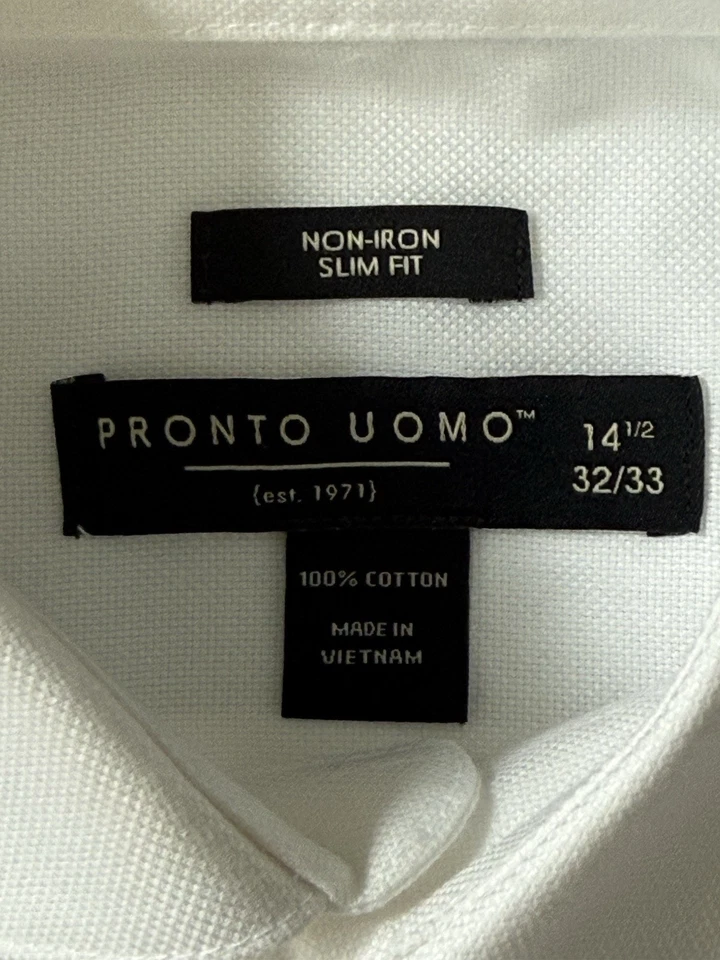 NON-IRON
SLIM FIT
PRONTO UOMO™ 14 1/2
{est. 1971} 32/33
100% COTTON
MADE IN
VIETNAM